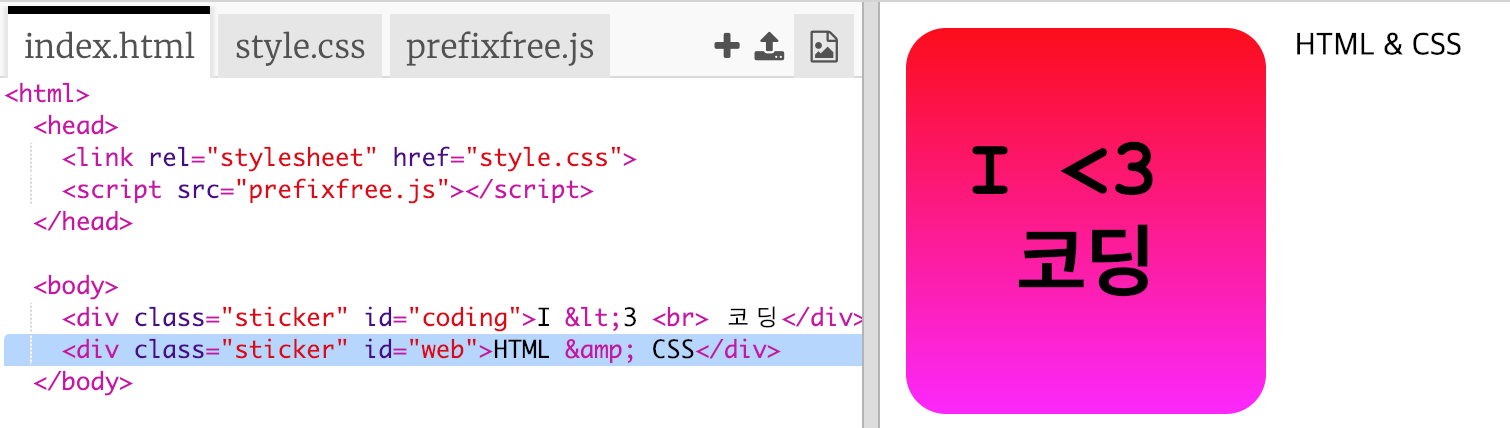 index.html style.css prefixfree.js
<html>
<head>
<link rel="stylesheet" href="style.css">
<script src="prefixfree.js"></script>
</head>
<body>
<div class="sticker" id="coding">I &lt;3 <br> 코딩</div>
<div class="sticker" id="web">HTML &amp; CSS</div>
</body>
I <3
코딩
HTML & CSS